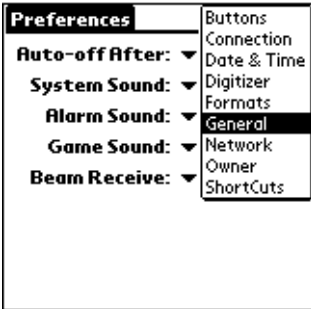 Preferences
Auto-off After:
System Sound:
Alarm Sound:
Game Sound:
Beam Receive:
Buttons
Connection
Date & Time
Digitizer
Formats
General
Network
Owner
ShortCuts